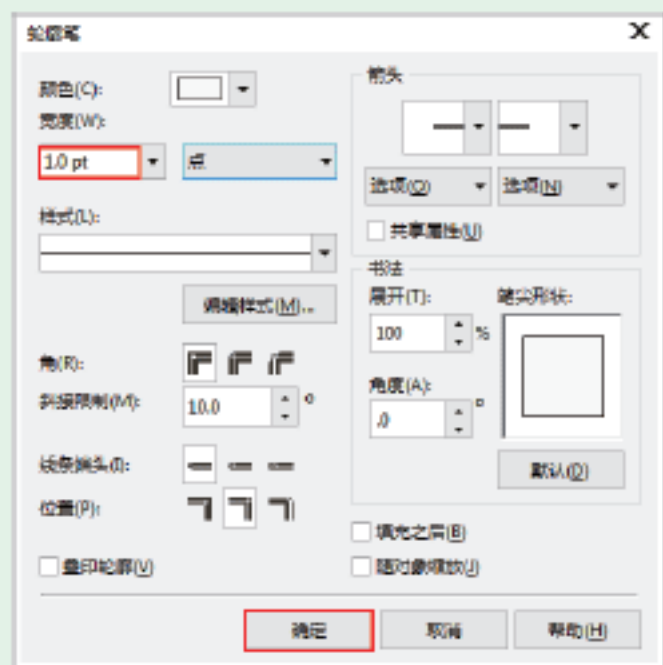 轮廓笔
颜色(C):
宽度(W):
1.0 pt
点
样式(L):
编辑样式(M)...
角(R):
斜接限制(M):
10.0
°
线条端头(I):
位置(P):
叠印轮廓(V)
箭头
选项(O)
选项(N)
共享属性(U)
书法
展开(T):
笔尖形状:
100
%
角度(A):
.0
°
默认(D)
填充之后(B)
随对象缩放(J)
确定
取消
帮助(H)